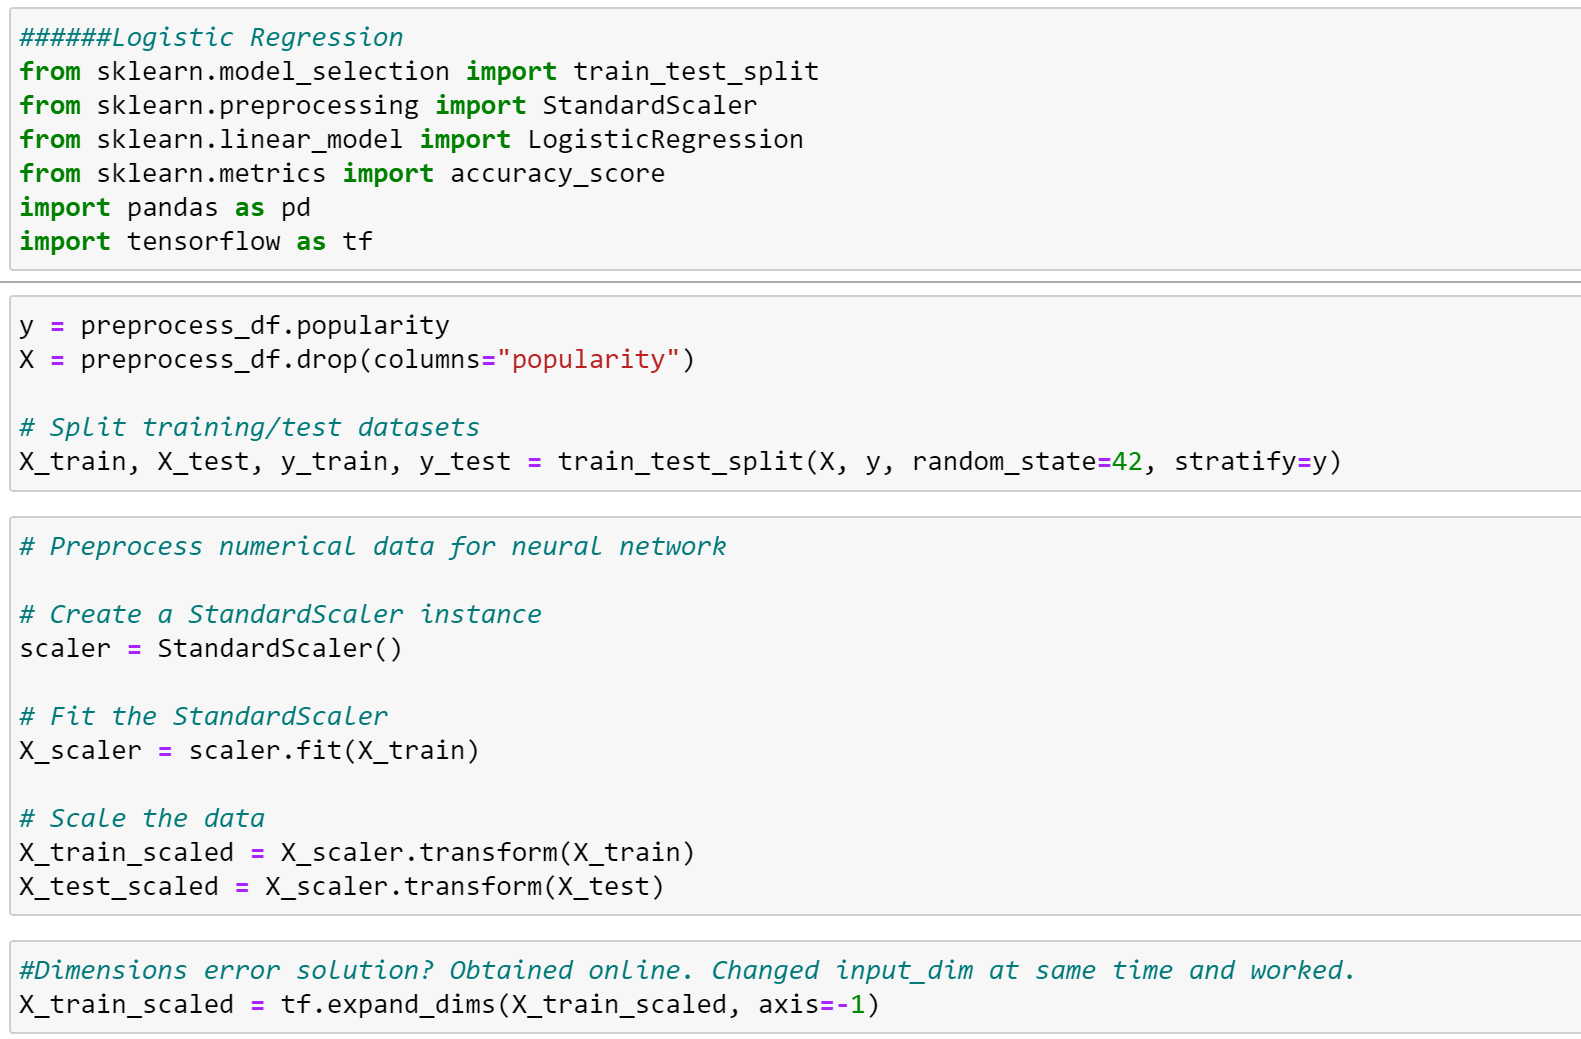 ######Logistic Regression
from sklearn.model_selection import train_test_split
from sklearn.preprocessing import StandardScaler
from sklearn.linear_model import LogisticRegression
from sklearn.metrics import accuracy_score
import pandas as pd
import tensorflow as tf
y = preprocess_df.popularity
X = preprocess_df.drop(columns="popularity")
# Split training/test datasets
X_train, X_test, y_train, y_test = train_test_split(X, y, random_state=42, stratify=y)
# Preprocess numerical data for neural network
# Create a StandardScaler instance
scaler = StandardScaler()
# Fit the StandardScaler
X_scaler = scaler.fit(X_train)
# Scale the data
X_train_scaled = X_scaler.transform(X_train)
X_test_scaled = X_scaler.transform(X_test)
#Dimensions error solution? Obtained online. Changed input_dim at same time and worked.
X_train_scaled = tf.expand_dims(X_train_scaled, axis=-1)